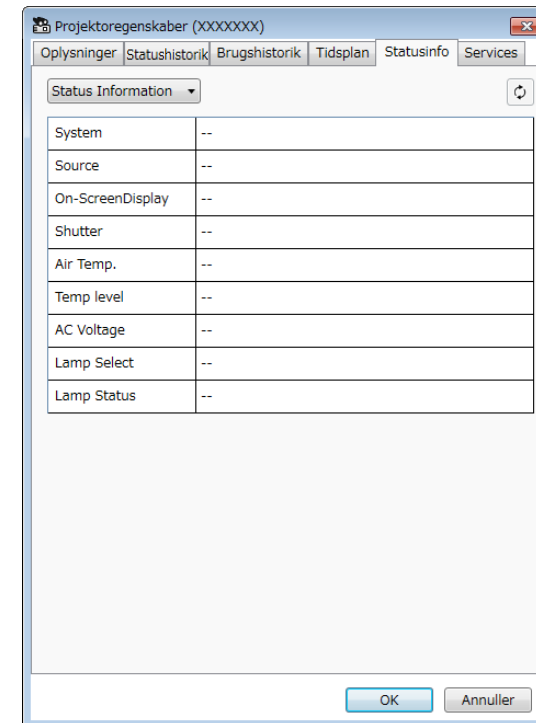 Projektoregenskaber (XXXXXXX)
Oplysninger Statushistorik Brugshistorik Tidsplan Statusinfo Services
Status Information
System --
Source --
On-ScreenDisplay --
Shutter --
Air Temp. --
Temp level --
AC Voltage --
Lamp Select --
Lamp Status --
OK Annuller